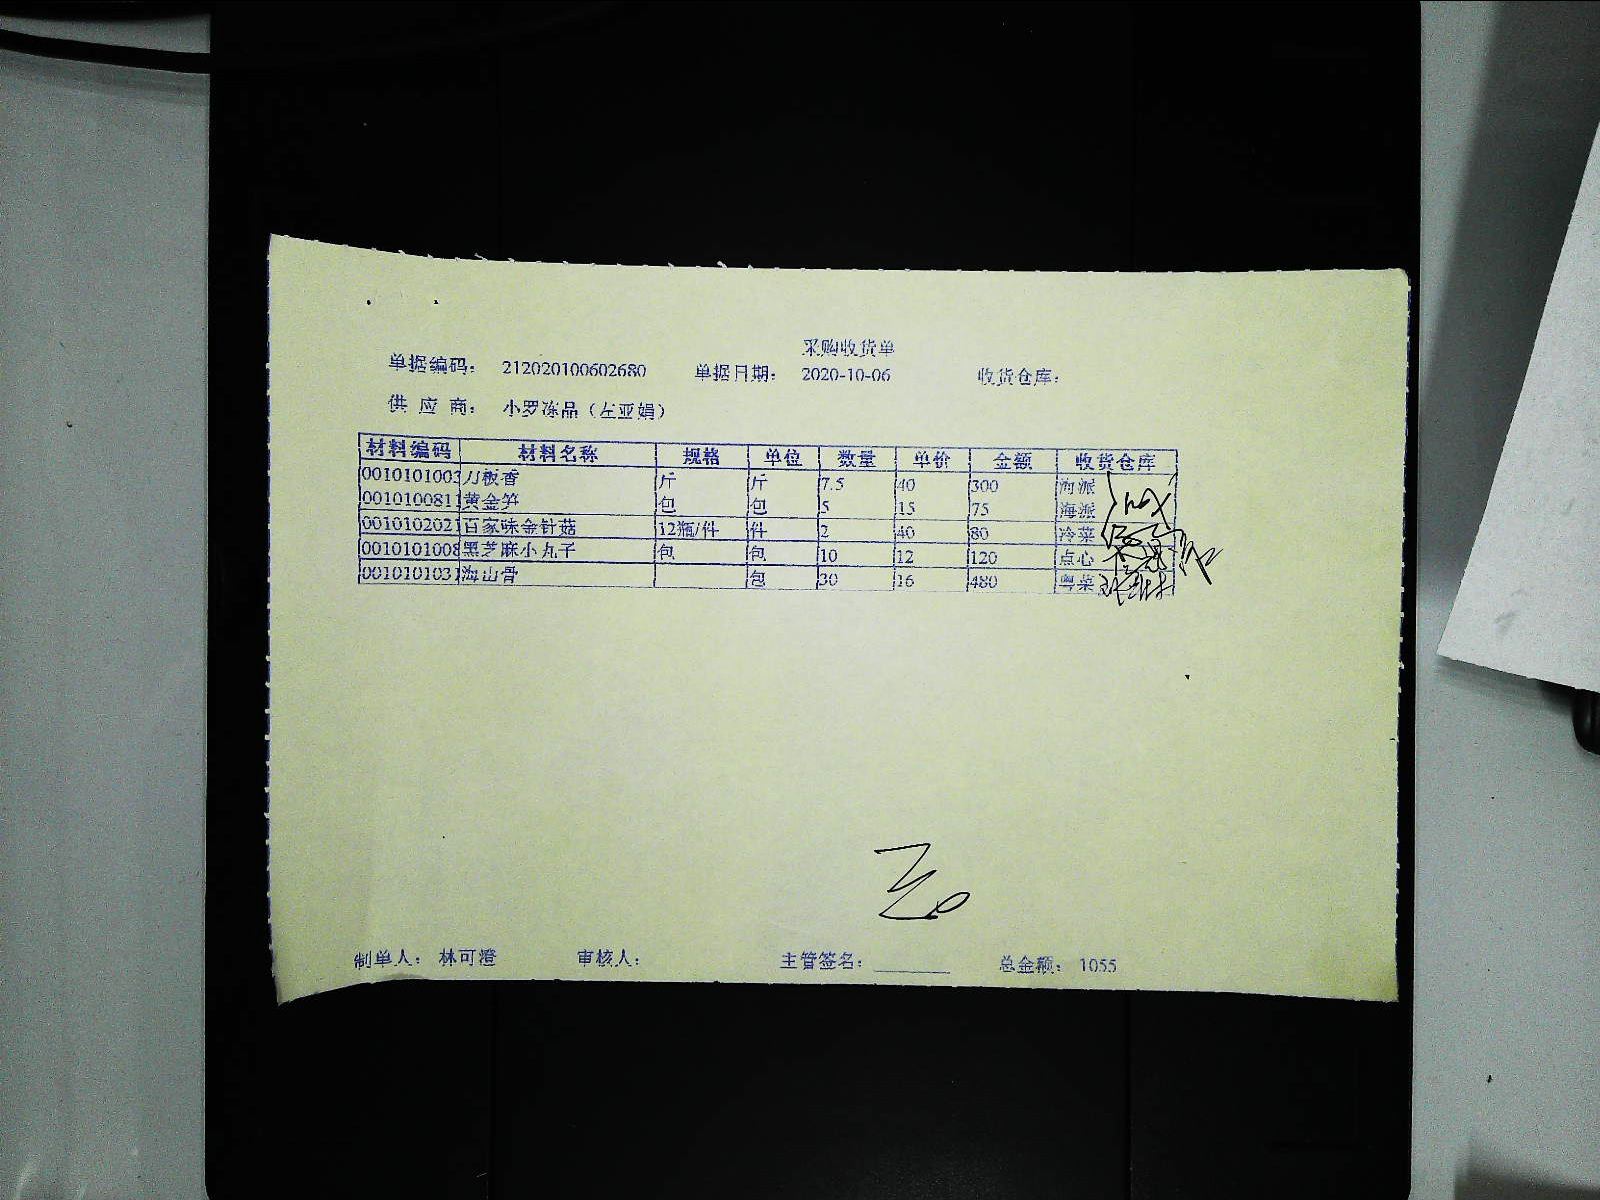 采购收货单
单据编码： 212020100602680 单据日期： 2020-10-06 收货仓库：
供 应 商： 小罗冻品（左亚娟）
材料编码 材料名称 规格 单位 数量 单价 金额 收货仓库
0010101003 刀板香 斤 斤 7.5 40 300 海派
0010100811 黄金笋 包 包 5 15 75 海派
0010102021 百家味金针菇 12瓶/件 件 2 40 80 冷菜
0010101008 黑芝麻小丸子 包 包 10 12 120 点心
0010101031 海山骨 包 30 16 480 粤菜
制单人： 林可澄 审核人： 主管签名： 总金额： 1055